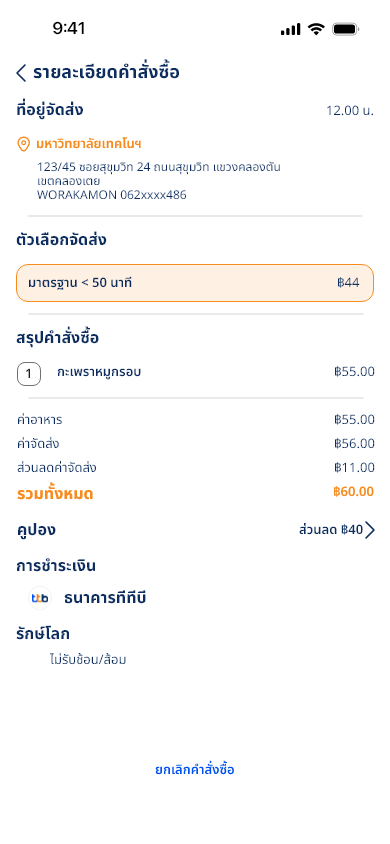 9:41
รายละเอียดคำสั่งซื้อ
ที่อยู่จัดส่ง 12.00 น.
มหาวิทยาลัยเทคโนฯ
123/45 ซอยสุขุมวิท 24 ถนนสุขุมวิท แขวงคลองตัน
เขตคลองเตย
WORAKAMON 062xxxx486
ตัวเลือกจัดส่ง
มาตรฐาน < 50 นาที ฿44
สรุปคำสั่งซื้อ
1 กะเพราหมูกรอบ ฿55.00
ค่าอาหาร ฿55.00
ค่าจัดส่ง ฿56.00
ส่วนลดค่าจัดส่ง ฿11.00
รวมทั้งหมด ฿60.00
คูปอง ส่วนลด ฿40
การชำระเงิน
ttb ธนาคารทีทีบี
รักษ์โลก
ไม่รับช้อน/ส้อม
ยกเลิกคำสั่งซื้อ